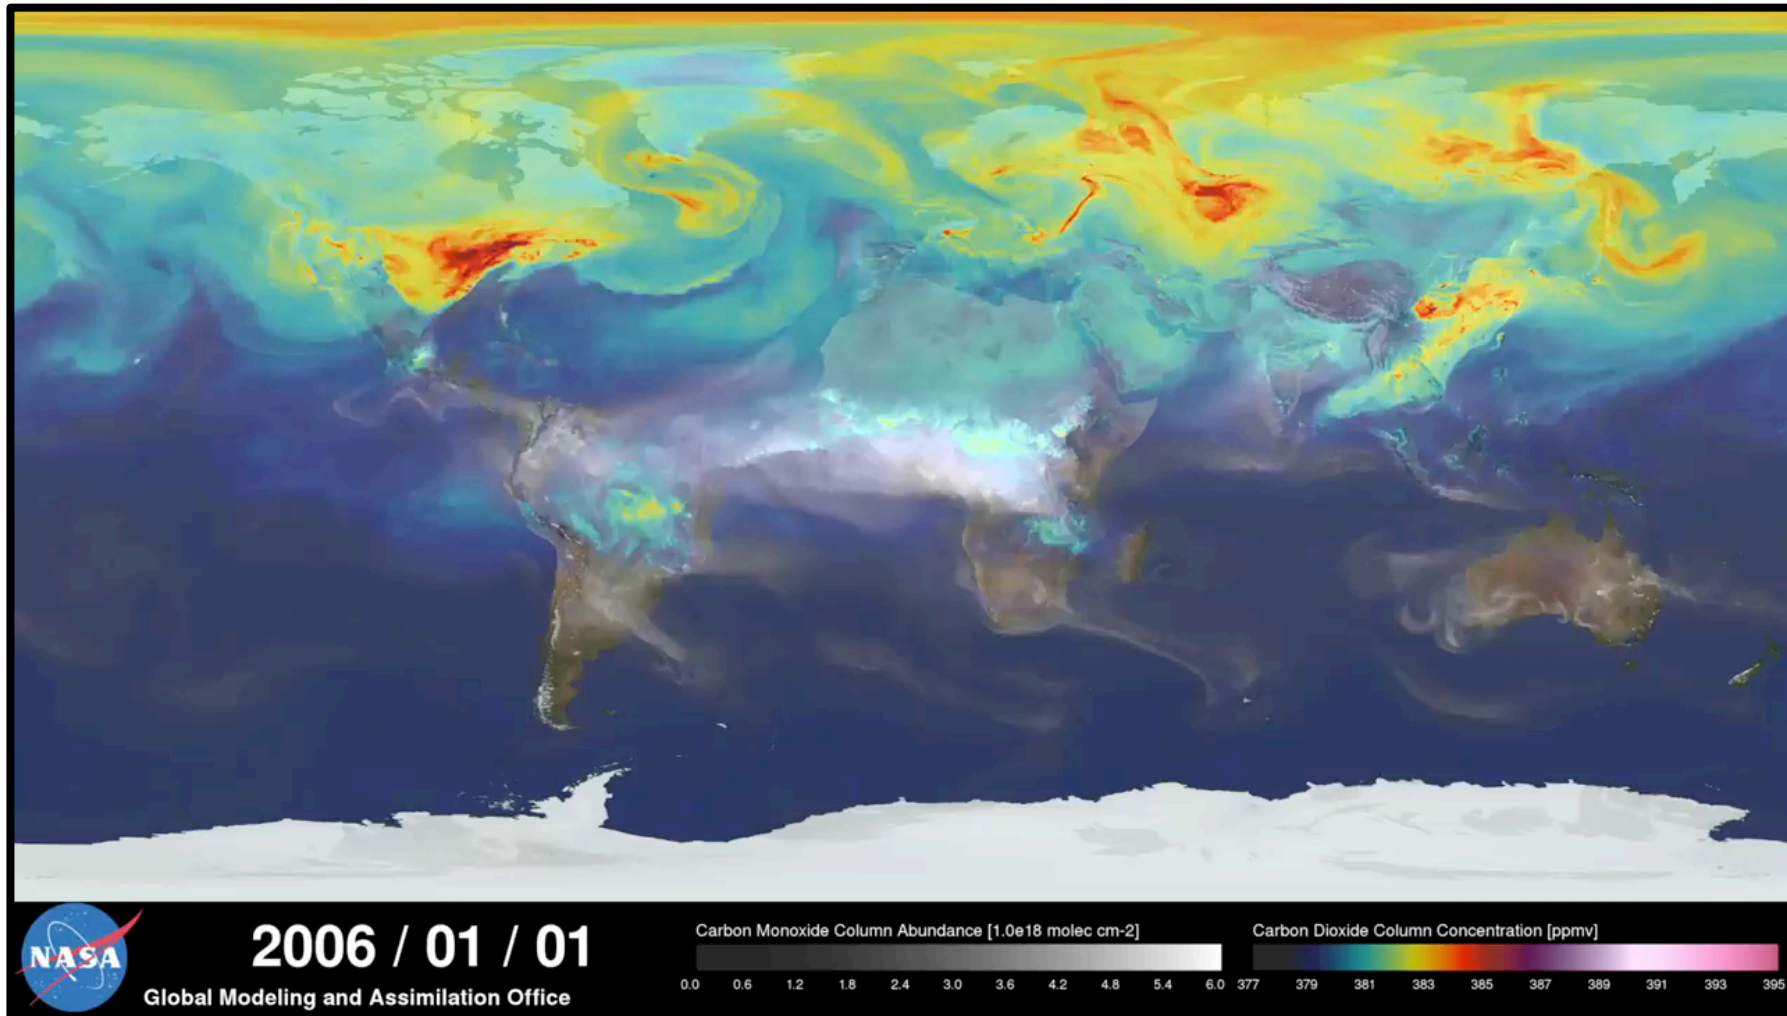 NASA
2006 / 01 / 01
Global Modeling and Assimilation Office
Carbon Monoxide Column Abundance [1.0e18 molec cm-2]
0.0 0.6 1.2 1.8 2.4 3.0 3.6 4.2 4.8 5.4 6.0
Carbon Dioxide Column Concentration [ppmv]
377 379 381 383 385 387 389 391 393 395